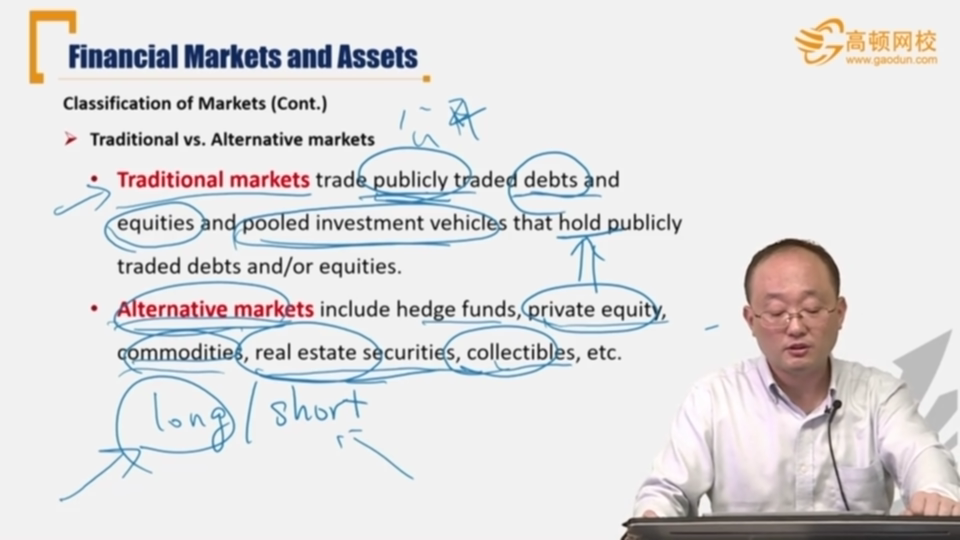 Financial Markets and Assets
高顿网校
www.gaodun.com
Classification of Markets (Cont.)
Traditional vs. Alternative markets
• Traditional markets trade publicly traded debts and
equities and pooled investment vehicles that hold publicly
traded debts and/or equities.
• Alternative markets include hedge funds, private equity,
commodities, real estate securities, collectibles, etc.
long / short